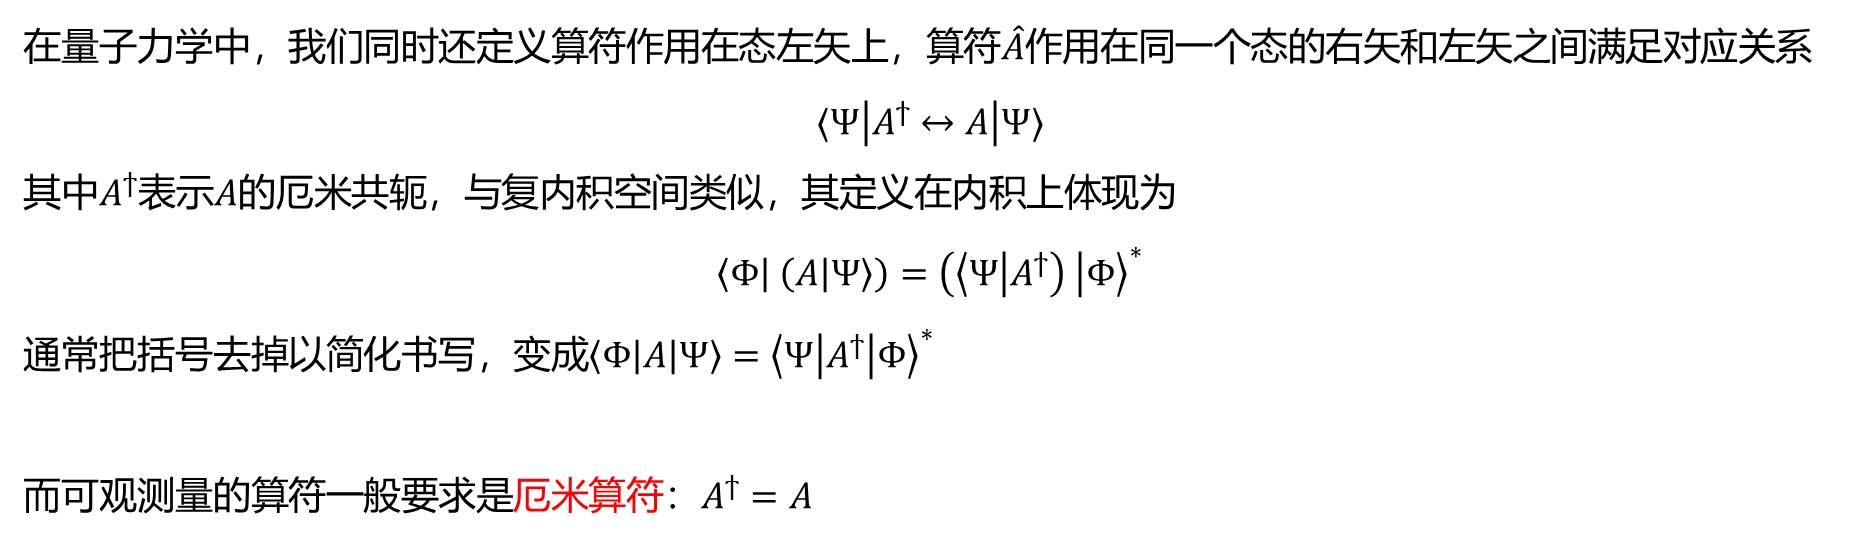 在量子力学中，我们同时还定义算符作用在态左矢上，算符Â作用在同一个态的右矢和左矢之间满足对应关系
⟨Ψ|A† ↔ A|Ψ⟩
其中A†表示A的厄米共轭，与复内积空间类似，其定义在内积上体现为
⟨Φ| (A|Ψ⟩) = (⟨Ψ|A†) |Φ⟩*
通常把括号去掉以简化书写，变成⟨Φ|A|Ψ⟩ = ⟨Ψ|A†|Φ⟩*
而可观测量的算符一般要求是厄米算符：A† = A